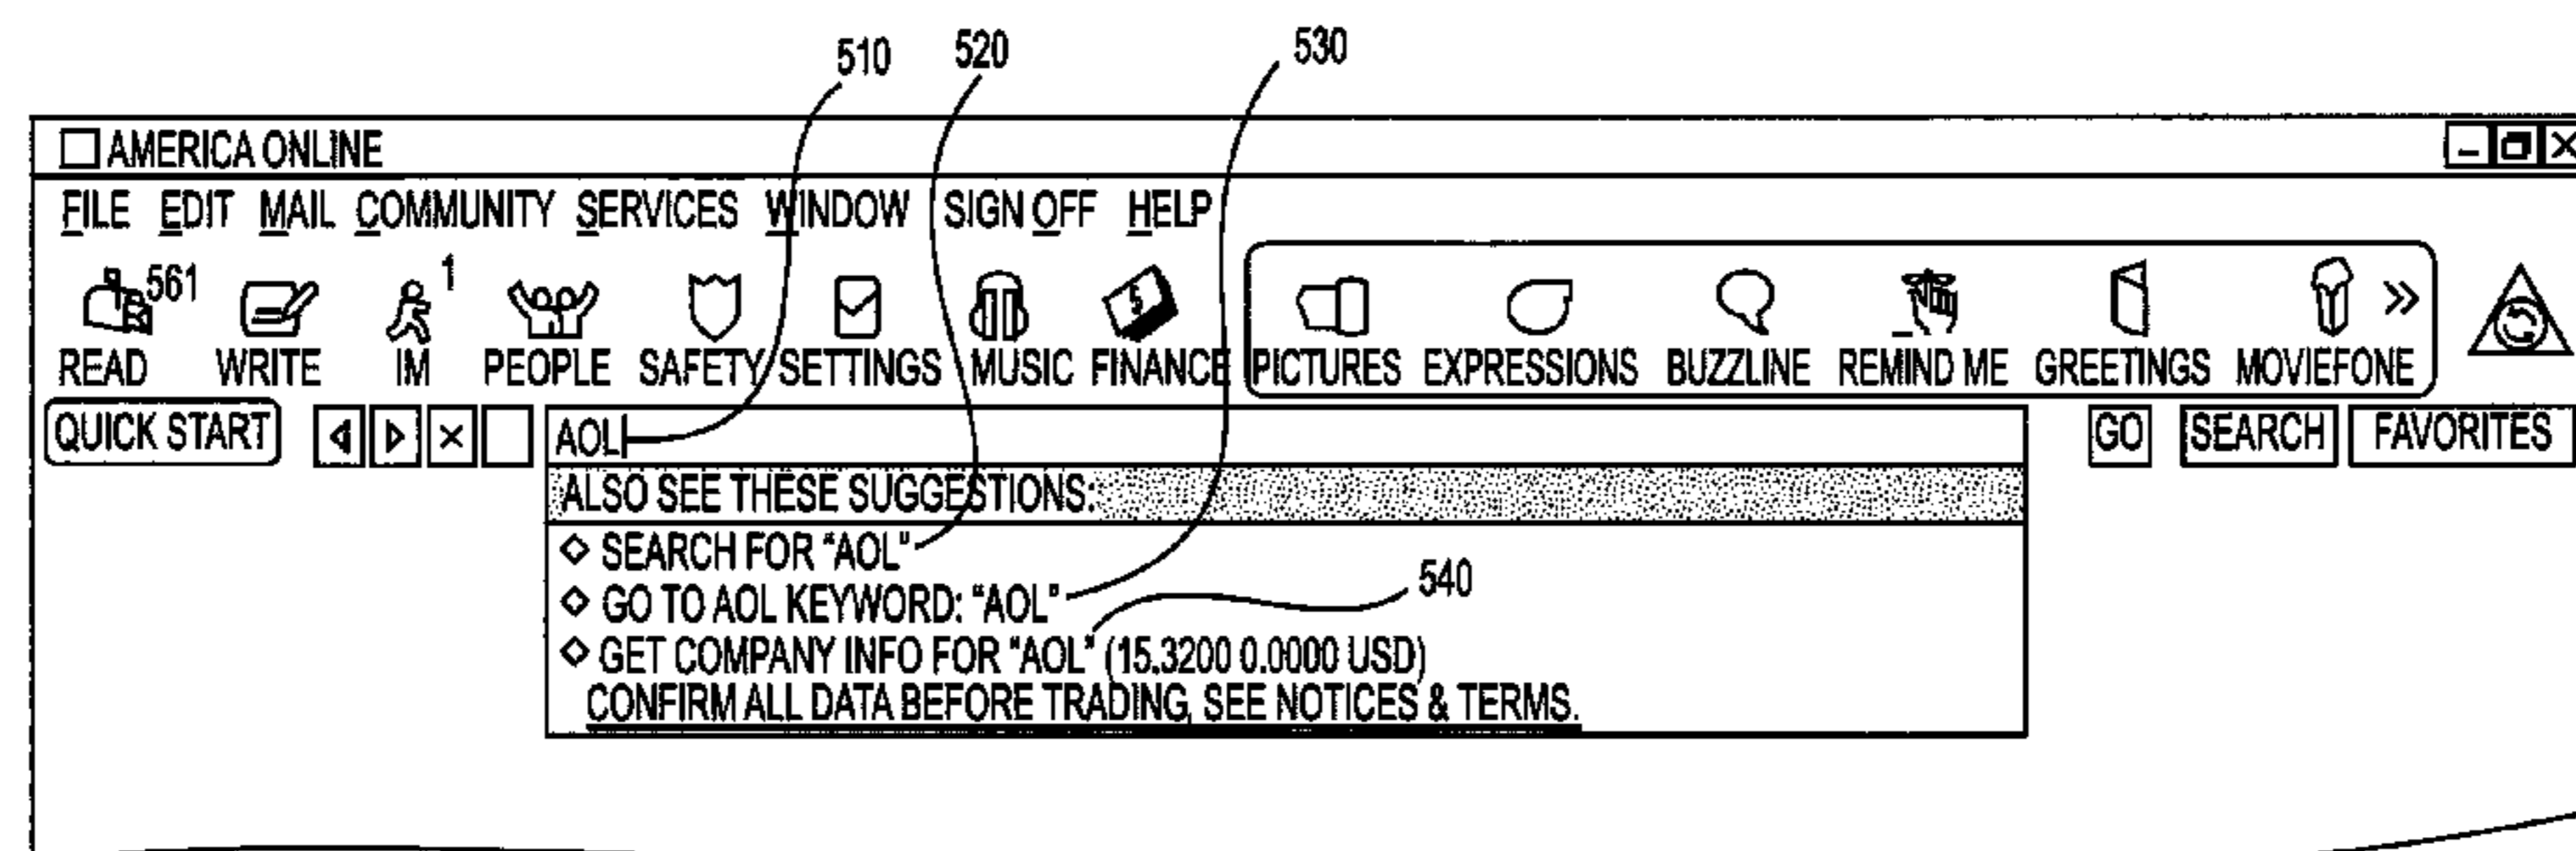 510 520 530
AMERICA ONLINE
FILE EDIT MAIL COMMUNITY SERVICES WINDOW SIGN OFF HELP
561 1
READ WRITE IM PEOPLE SAFETY SETTINGS MUSIC FINANCE PICTURES EXPRESSIONS BUZZLINE REMIND ME GREETINGS MOVIEFONE
QUICK START AOL GO SEARCH FAVORITES
ALSO SEE THESE SUGGESTIONS:
SEARCH FOR "AOL"
GO TO AOL KEYWORD: "AOL"
540
GET COMPANY INFO FOR "AOL" (15.3200 0.0000 USD)
CONFIRM ALL DATA BEFORE TRADING, SEE NOTICES & TERMS.